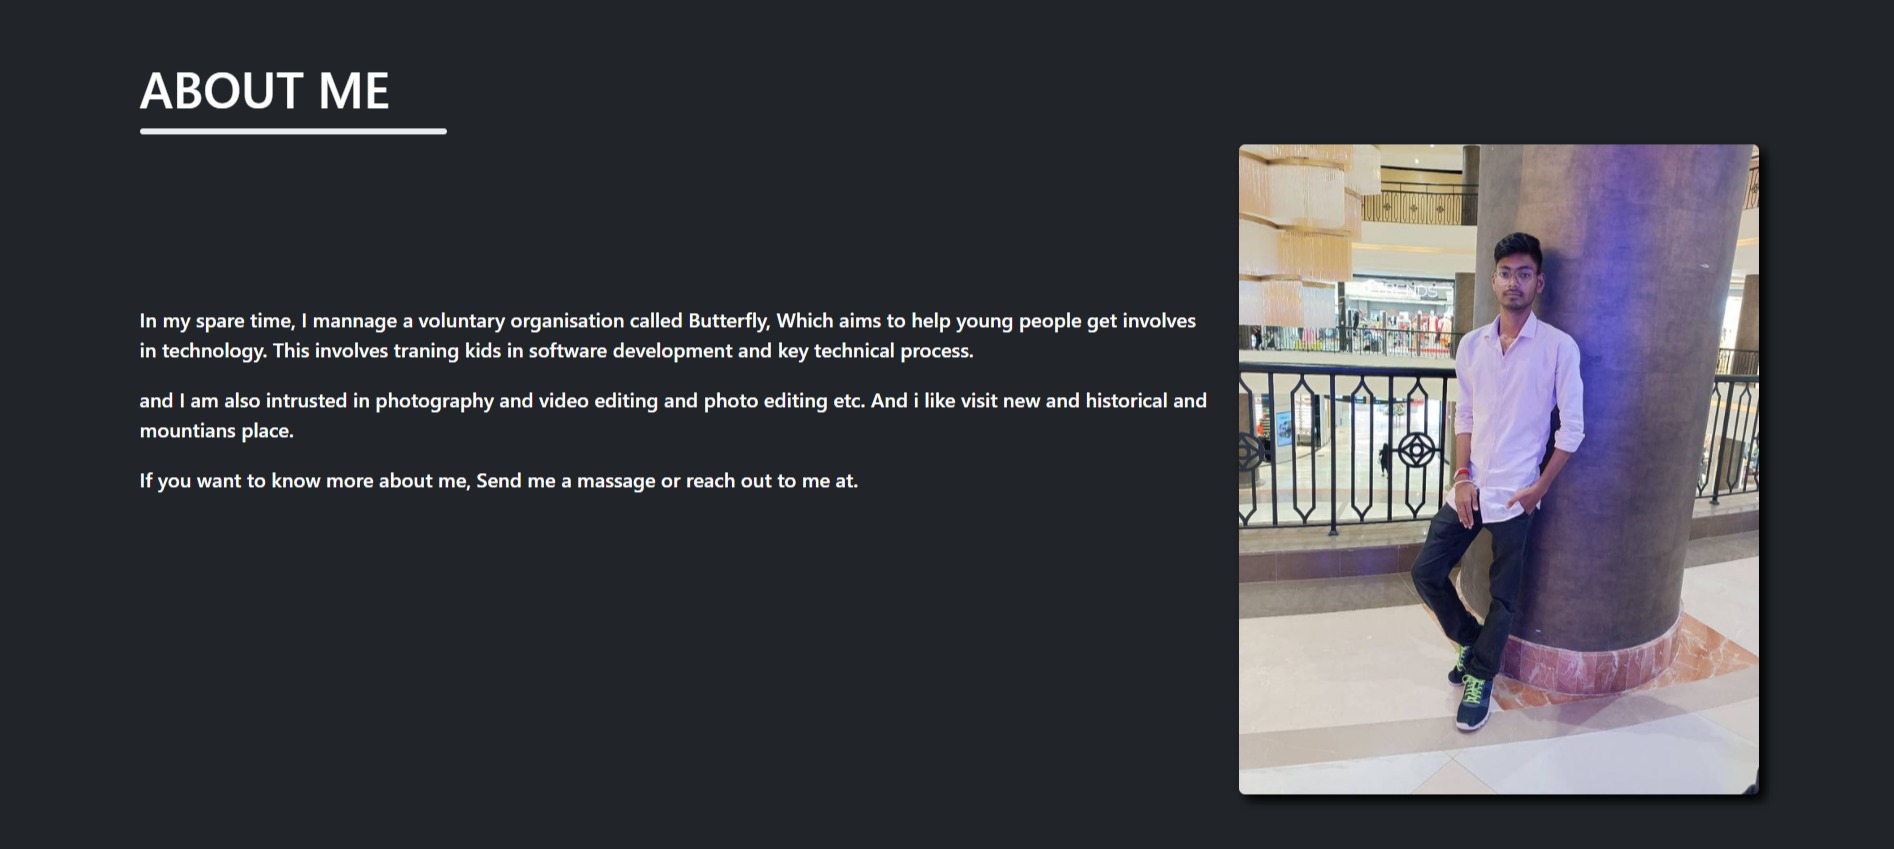 ABOUT ME
In my spare time, I mannage a voluntary organisation called Butterfly, Which aims to help young people get involves
in technology. This involves traning kids in software development and key technical process.
and I am also intrusted in photography and video editing and photo editing etc. And i like visit new and historical and
mountians place.
If you want to know more about me, Send me a massage or reach out to me at.
TRENDS